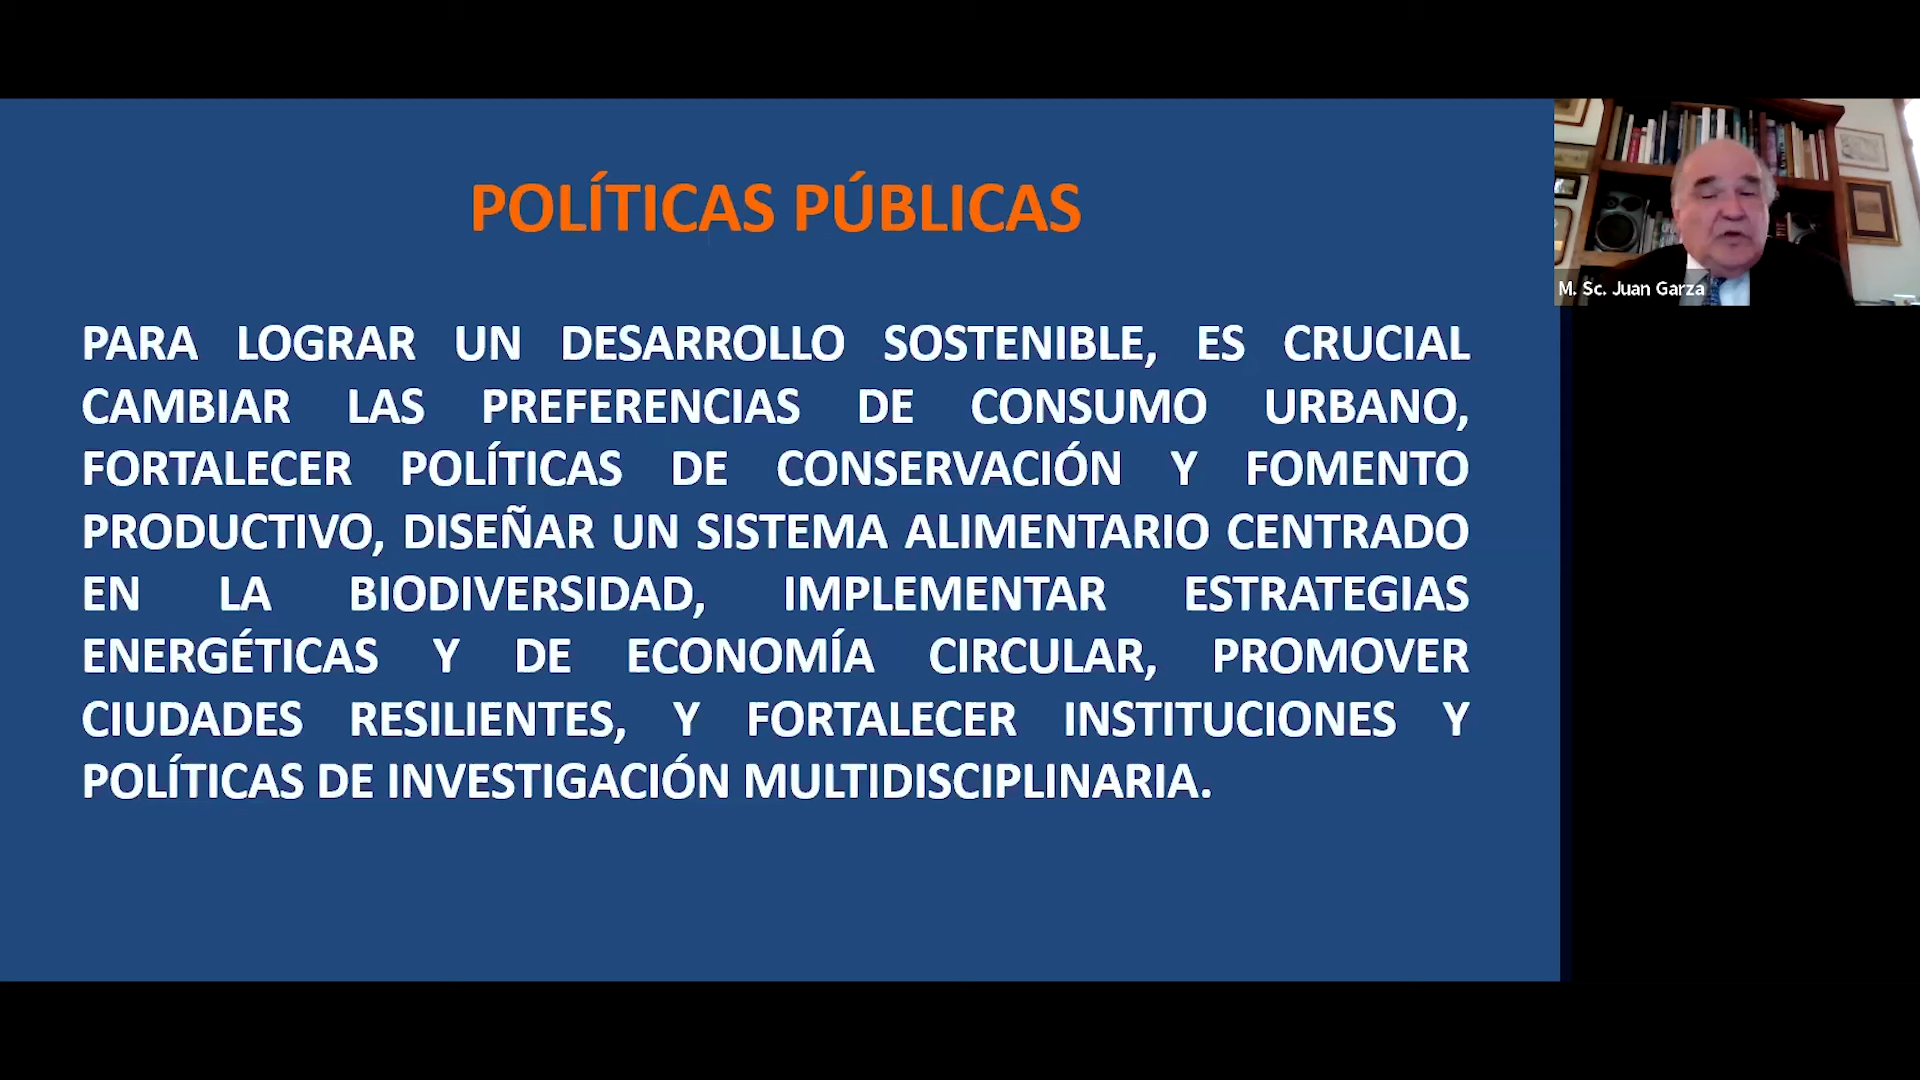 POLÍTICAS PÚBLICAS
PARA LOGRAR UN DESARROLLO SOSTENIBLE, ES CRUCIAL
CAMBIAR LAS PREFERENCIAS DE CONSUMO URBANO,
FORTALECER POLÍTICAS DE CONSERVACIÓN Y FOMENTO
PRODUCTIVO, DISEÑAR UN SISTEMA ALIMENTARIO CENTRADO
EN LA BIODIVERSIDAD, IMPLEMENTAR ESTRATEGIAS
ENERGÉTICAS Y DE ECONOMÍA CIRCULAR, PROMOVER
CIUDADES RESILIENTES, Y FORTALECER INSTITUCIONES Y
POLÍTICAS DE INVESTIGACIÓN MULTIDISCIPLINARIA.
M. Sc. Juan Garza